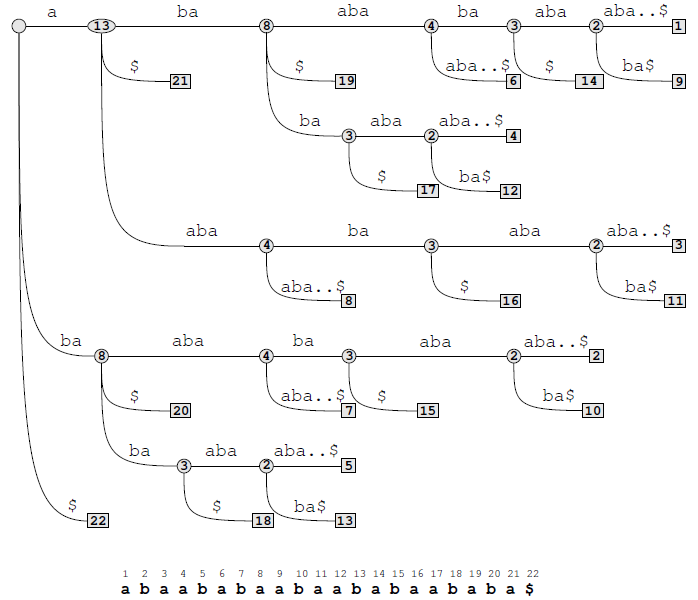 a ba aba ba aba aba..$
13 8 4 3 2 1
$ $ aba..$ $ ba$
21 19 6 14 9
ba aba aba..$
3 2 4
$ ba$
17 12
aba ba aba aba..$
4 3 2 3
aba..$ $ ba$
8 16 11
ba aba ba aba aba..$
8 4 3 2 2
$ aba..$ $ ba$
20 7 15 10
ba aba aba..$
3 2 5
$ $ ba$
22 18 13
1 2 3 4 5 6 7 8 9 10 11 12 13 14 15 16 17 18 19 20 21 22
a b a a b a b a a b a a b a b a a b a b a $